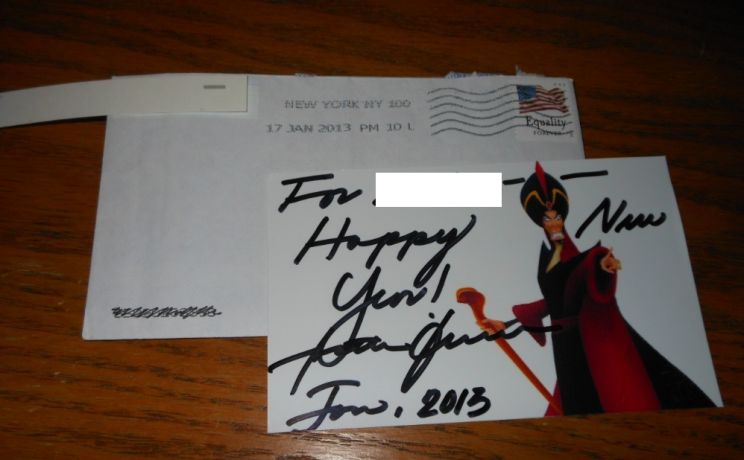 NEW YORK NY 100
17 JAN 2013 PM 10 L
Equality
FOREVER
For
Happy New
Year!
Jan. 2013